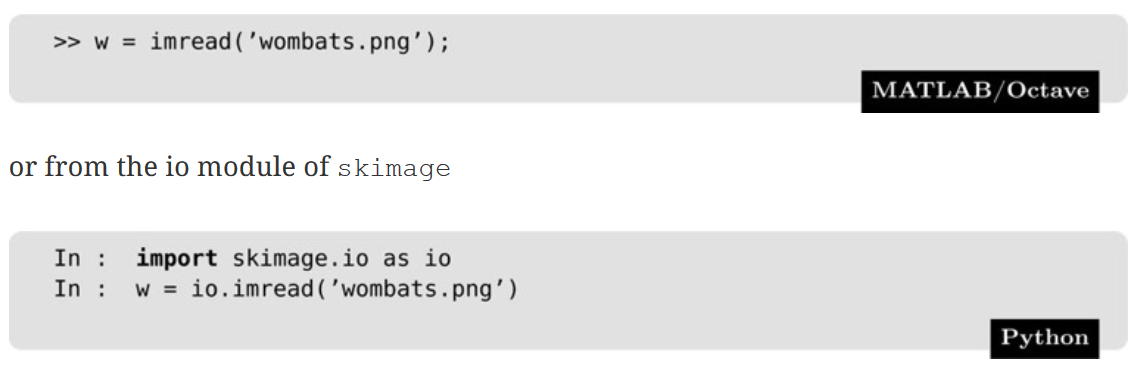 >> w = imread(’wombats.png’);
MATLAB/Octave
or from the io module of skimage
In :  import skimage.io as io
In :  w = io.imread(’wombats.png’)
Python